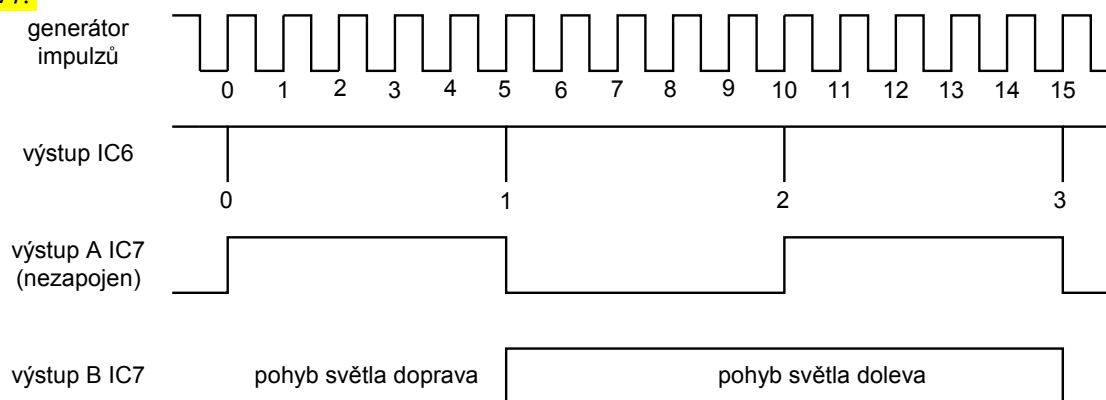 generátor
impulzů
0 1 2 3 4 5 6 7 8 9 10 11 12 13 14 15
výstup IC6
0 1 2 3
výstup A IC7
(nezapojen)
výstup B IC7 pohyb světla doprava pohyb světla doleva